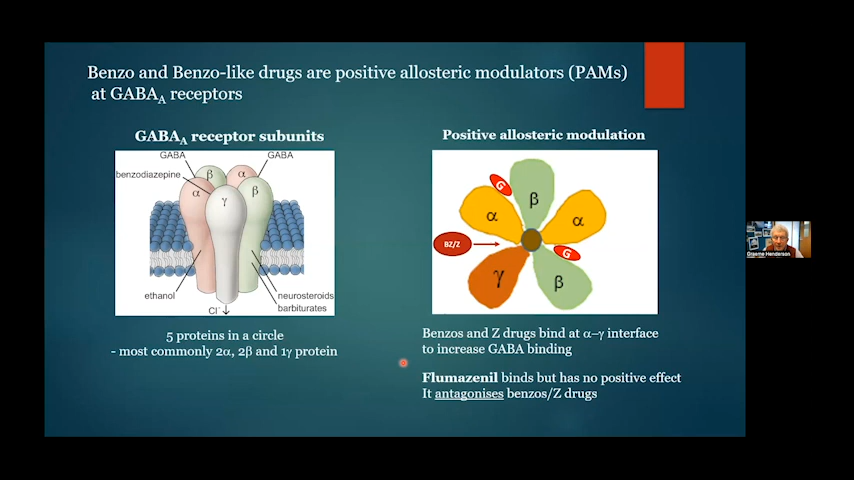 Benzo and Benzo-like drugs are positive allosteric modulators (PAMs)
at GABAA receptors
GABAA receptor subunits
GABA
GABA
benzodiazepine
β
α
α
β
γ
ethanol
neurosteroids
barbiturates
Cl⁻
5 proteins in a circle
- most commonly 2α, 2β and 1γ protein
Positive allosteric modulation
G
β
α
α
BZ/Z
G
γ
β
Benzos and Z drugs bind at α–γ interface
to increase GABA binding
Flumazenil binds but has no positive effect
It antagonises benzos/Z drugs
Graeme Henderson